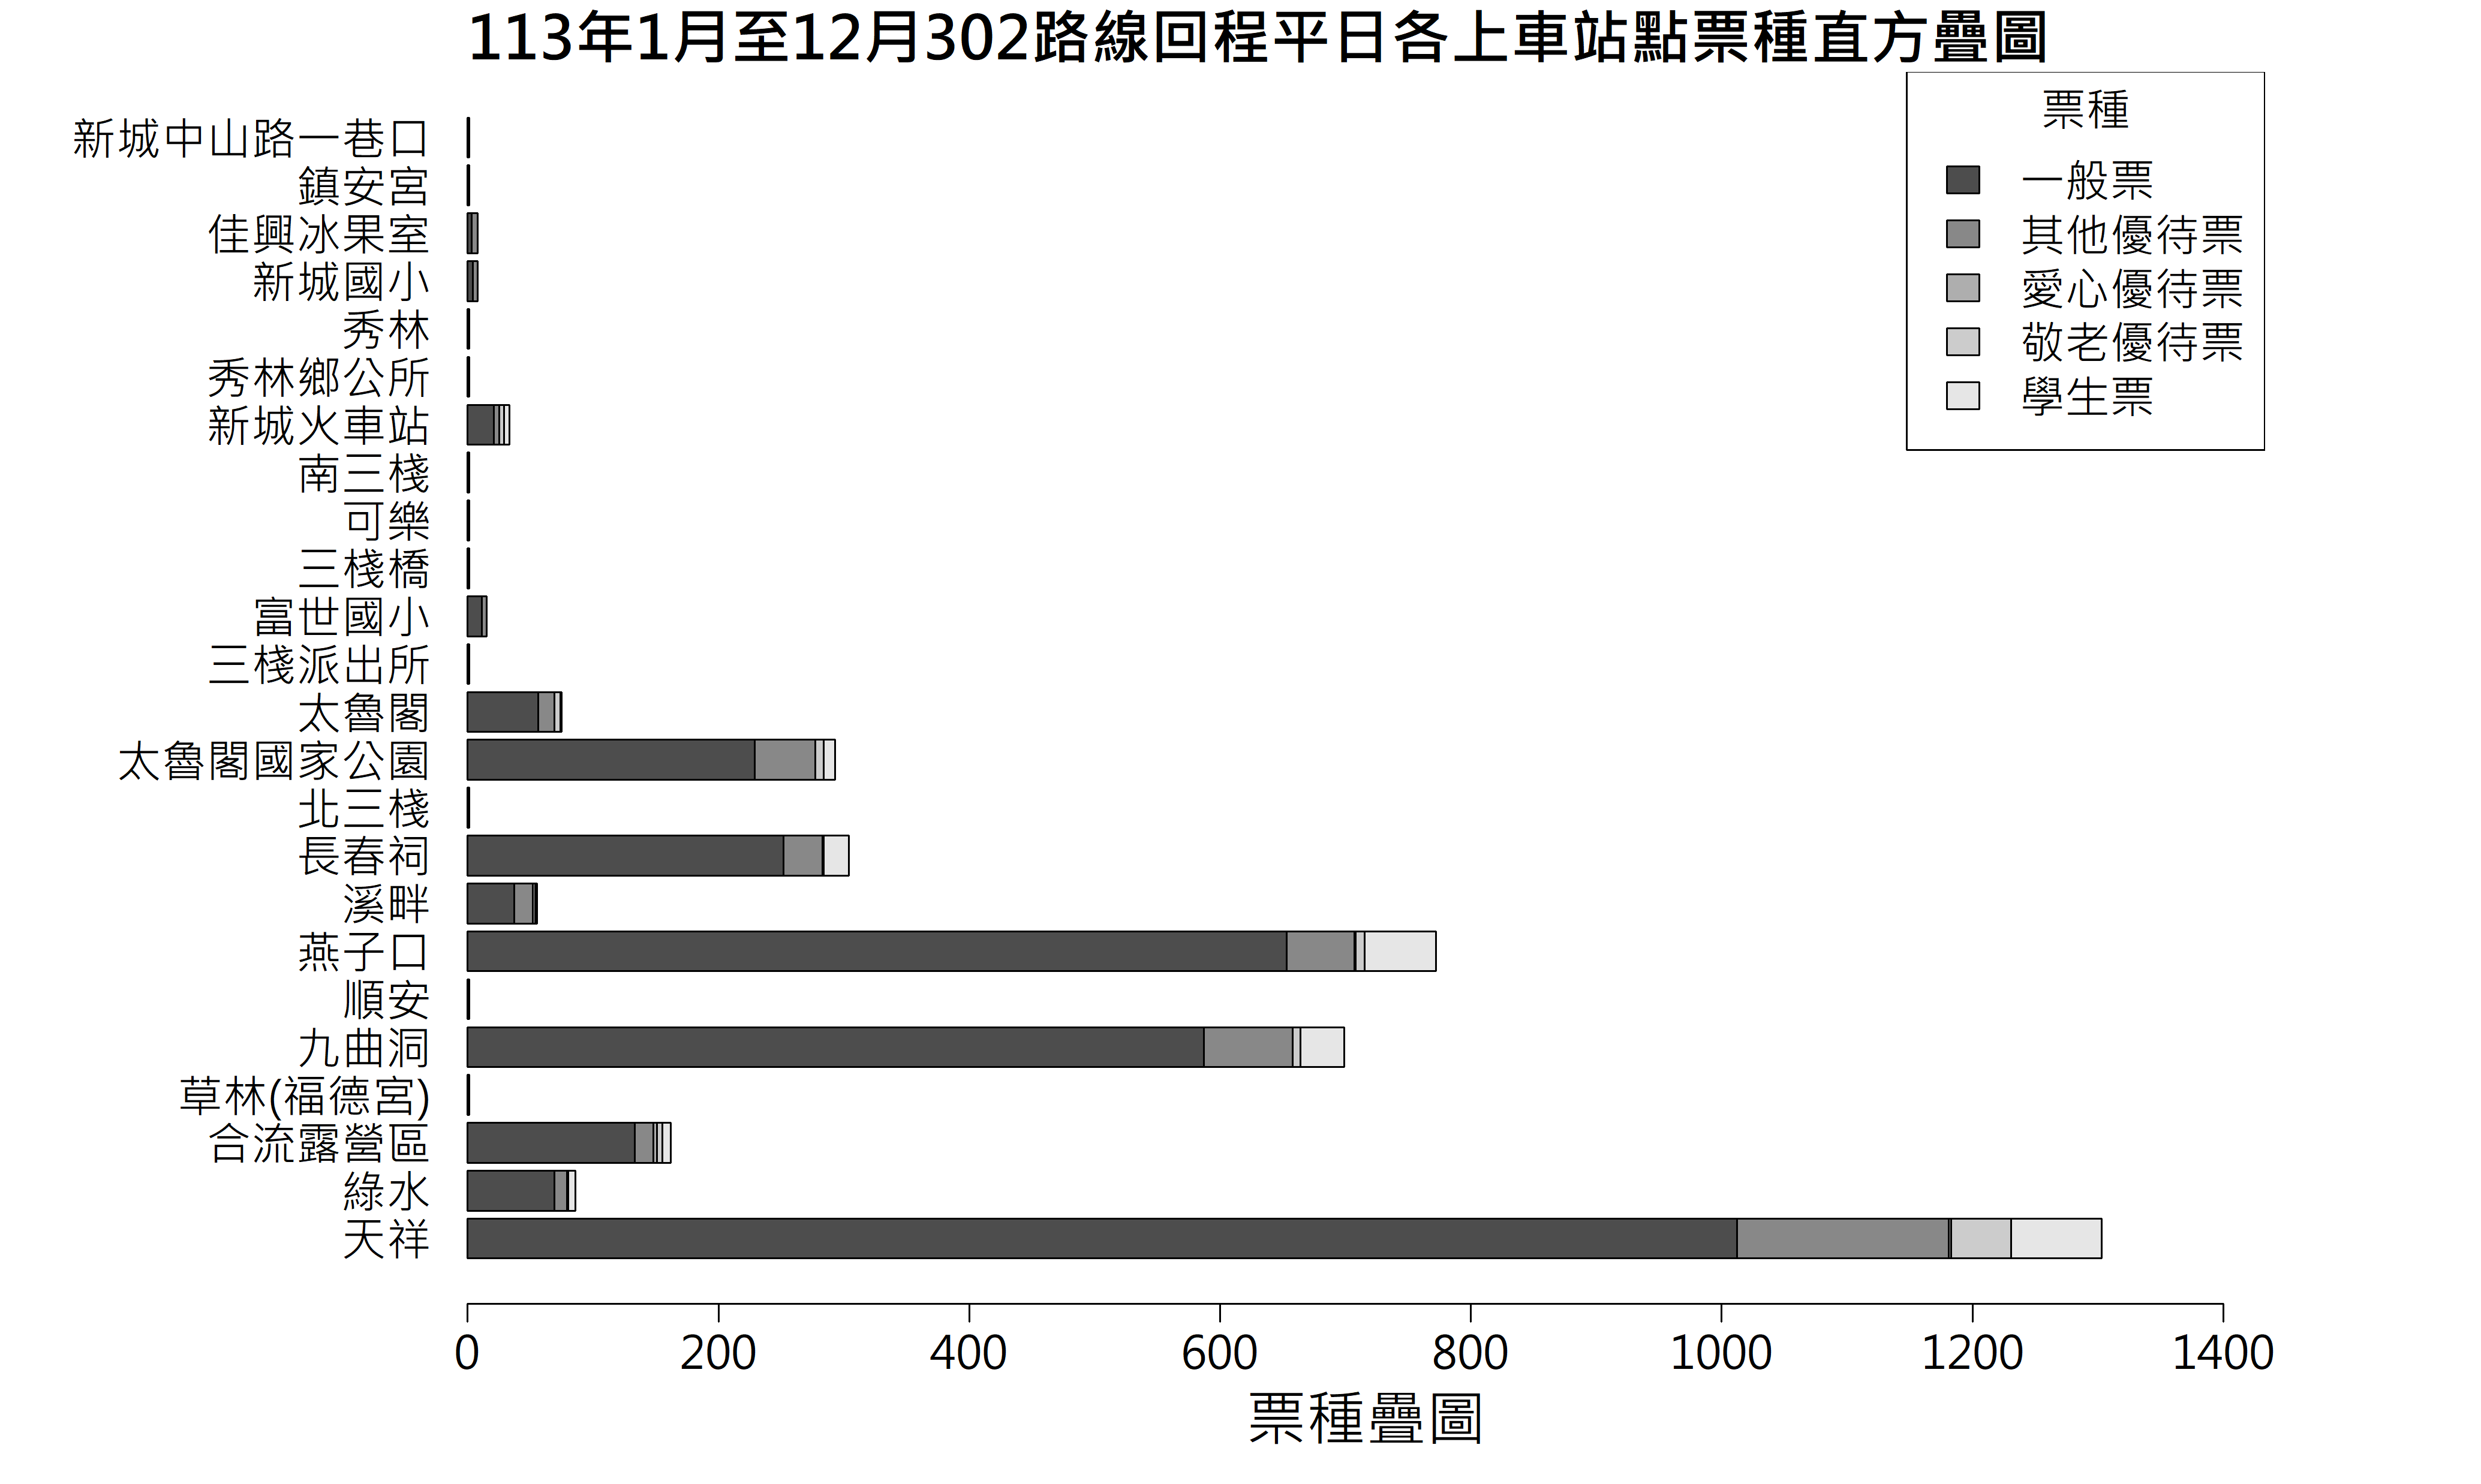 113年1月至12月302路線回程平日各上車站點票種直方疊圖
票種
一般票
其他優待票
愛心優待票
敬老優待票
學生票
新城中山路一巷口
鎮安宮
佳興冰果室
新城國小
秀林
秀林鄉公所
新城火車站
南三棧
可樂
三棧橋
富世國小
三棧派出所
太魯閣
太魯閣國家公園
北三棧
長春祠
溪畔
燕子口
順安
九曲洞
草林(福德宮)
合流露營區
綠水
天祥
0 200 400 600 800 1000 1200 1400
票種疊圖